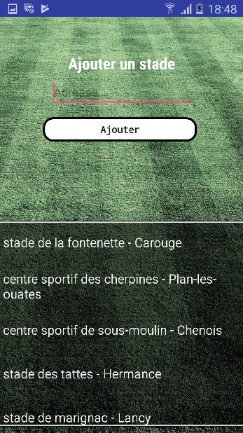 18:48
Ajouter un stade
Adresse
Ajouter
stade de la fontenette - Carouge
centre sportif des cherpines - Plan-les-
ouates
centre sportif de sous-moulin - Chenois
stade des tattes - Hermance
stade de marignac - Lancy